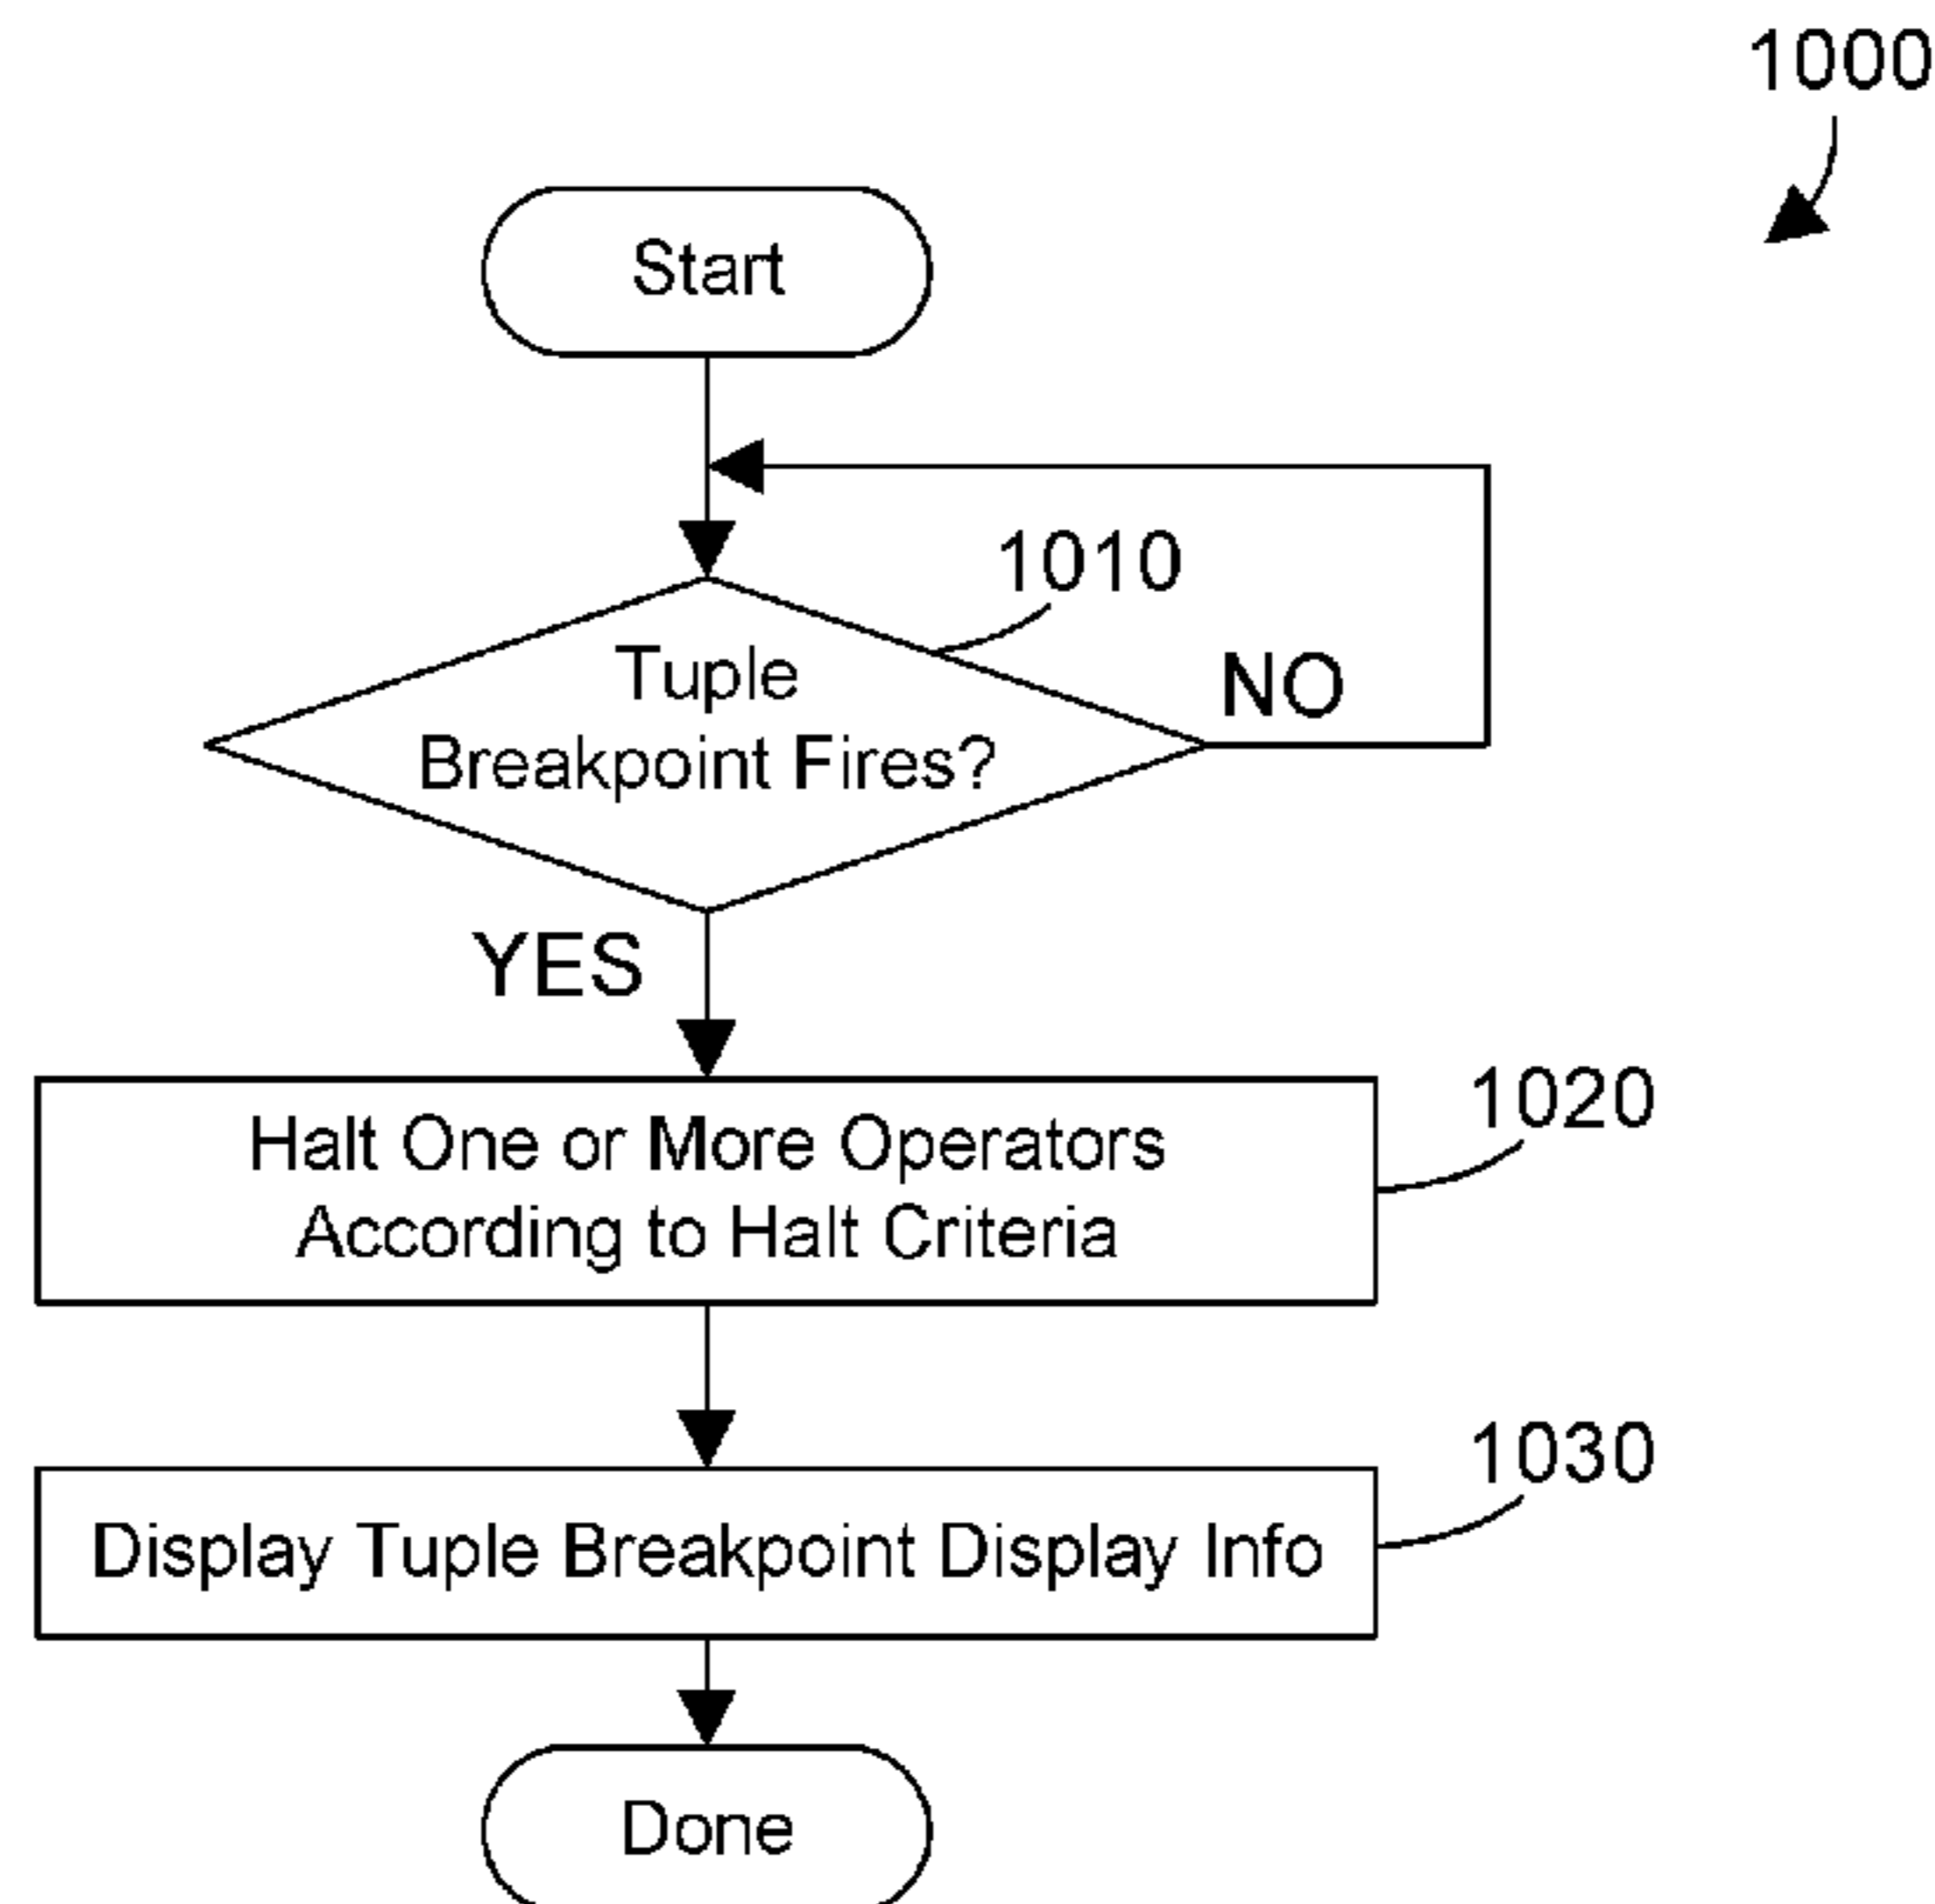 1000
Start
1010
Tuple
Breakpoint Fires?
NO
YES
1020
Halt One or More Operators
According to Halt Criteria
1030
Display Tuple Breakpoint Display Info
Done